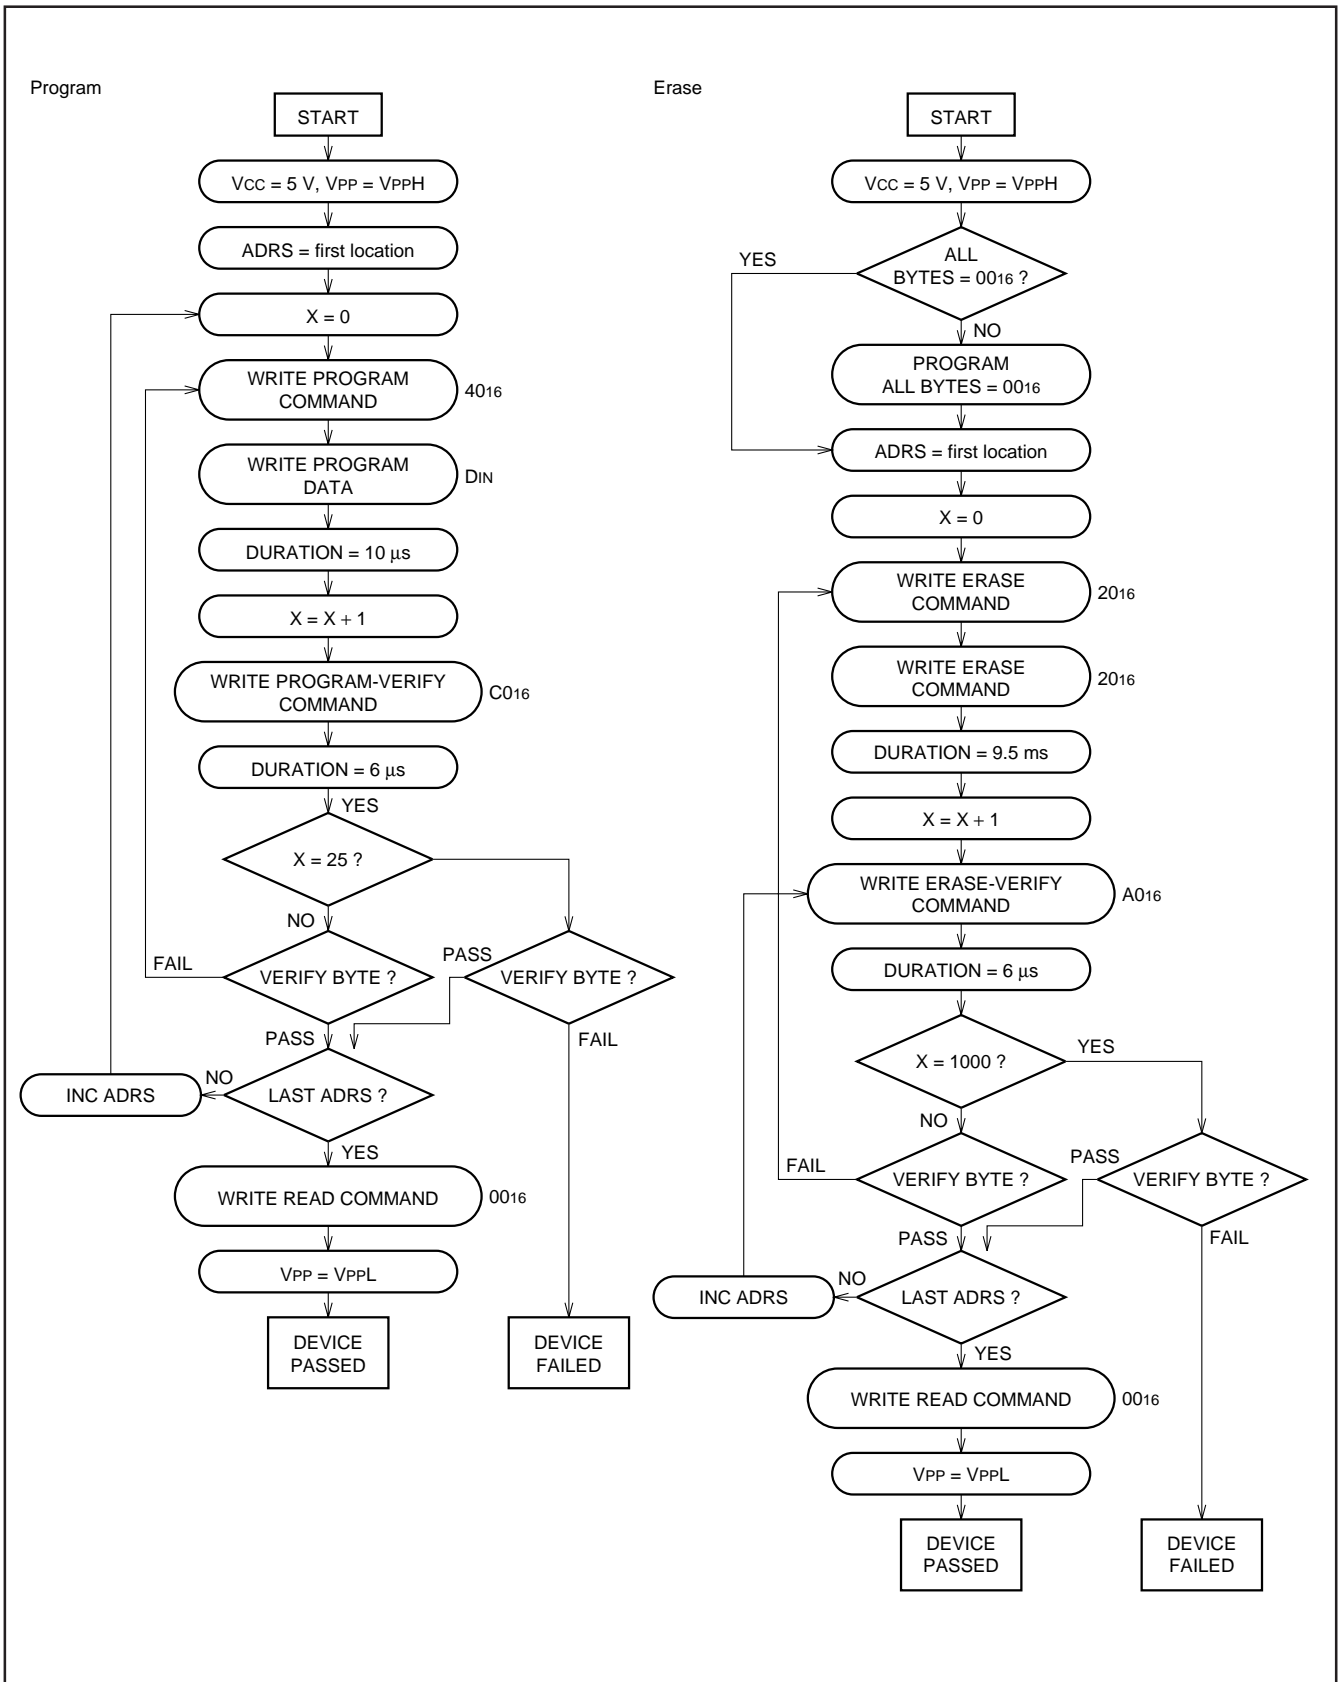 Program
START
VCC = 5 V, VPP = VPPH
ADRS = first location
X = 0
WRITE PROGRAM
COMMAND
4016
WRITE PROGRAM
DATA
DIN
DURATION = 10 µs
X = X + 1
WRITE PROGRAM-VERIFY
COMMAND
C016
DURATION = 6 µs
YES
X = 25 ?
NO
FAIL
VERIFY BYTE ?
PASS
VERIFY BYTE ?
PASS
FAIL
INC ADRS
NO
LAST ADRS ?
YES
WRITE READ COMMAND
0016
VPP = VPPL
DEVICE
PASSED
DEVICE
FAILED
Erase
START
VCC = 5 V, VPP = VPPH
YES
ALL
BYTES = 0016 ?
NO
PROGRAM
ALL BYTES = 0016
ADRS = first location
X = 0
WRITE ERASE
COMMAND
2016
WRITE ERASE
COMMAND
2016
DURATION = 9.5 ms
X = X + 1
WRITE ERASE-VERIFY
COMMAND
A016
DURATION = 6 µs
X = 1000 ?
YES
NO
FAIL
VERIFY BYTE ?
PASS
VERIFY BYTE ?
PASS
FAIL
INC ADRS
NO
LAST ADRS ?
YES
WRITE READ COMMAND
0016
VPP = VPPL
DEVICE
PASSED
DEVICE
FAILED